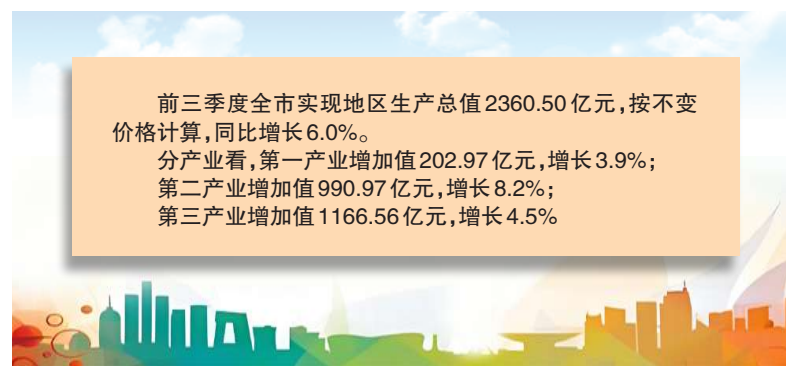 前三季度全市实现地区生产总值2360.50亿元,按不变
价格计算,同比增长6.0%。
分产业看,第一产业增加值202.97亿元,增长3.9%;
第二产业增加值990.97亿元,增长8.2%;
第三产业增加值1166.56亿元,增长4.5%